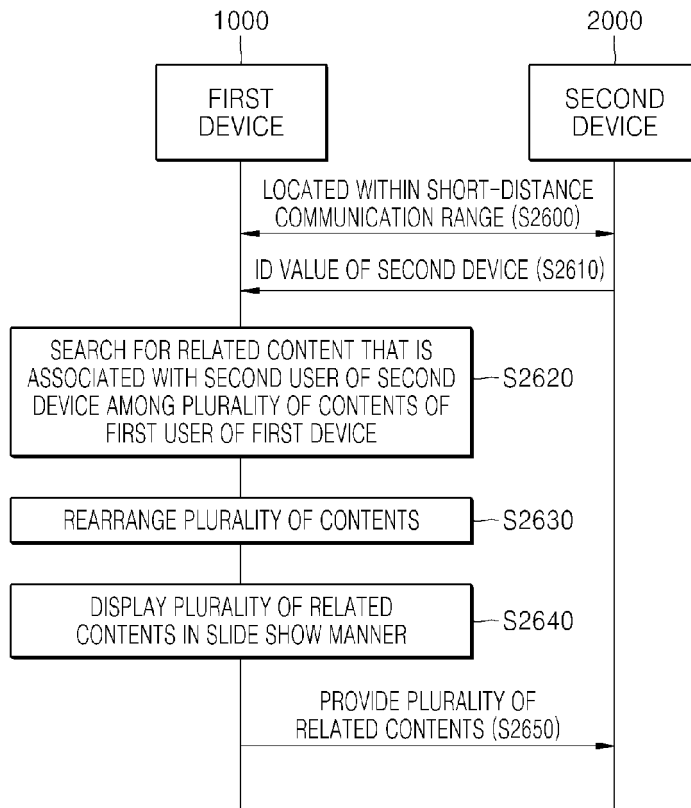 1000
2000
FIRST
DEVICE
SECOND
DEVICE
LOCATED WITHIN SHORT-DISTANCE
COMMUNICATION RANGE (S2600)
ID VALUE OF SECOND DEVICE (S2610)
SEARCH FOR RELATED CONTENT THAT IS
ASSOCIATED WITH SECOND USER OF SECOND
DEVICE AMONG PLURALITY OF CONTENTS OF
FIRST USER OF FIRST DEVICE
S2620
REARRANGE PLURALITY OF CONTENTS
S2630
DISPLAY PLURALITY OF RELATED
CONTENTS IN SLIDE SHOW MANNER
S2640
PROVIDE PLURALITY OF
RELATED CONTENTS (S2650)